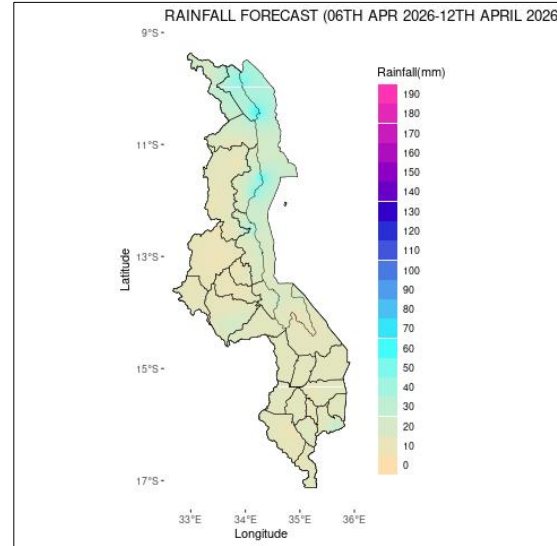 RAINFALL FORECAST (06TH APR 2026-12TH APRIL 2026
Rainfall(mm)
190
180
170
160
150
140
130
120
110
100
90
80
70
60
50
40
30
20
10
0
9°S
11°S
13°S
15°S
17°S
Latitude
33°E 34°E 35°E 36°E
Longitude